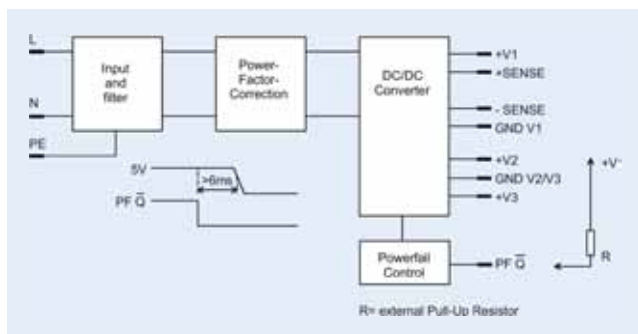 L
N
PE
Input
and
filter
Power-
Factor-
Correction
DC/DC
Converter
+V1
+SENSE
- SENSE
GND V1
+V2
GND V2/V3
+V3
5V
>6ms
PF Q̅
Powerfail
Control
PF Q̅
R
R= external Pull-Up Resistor